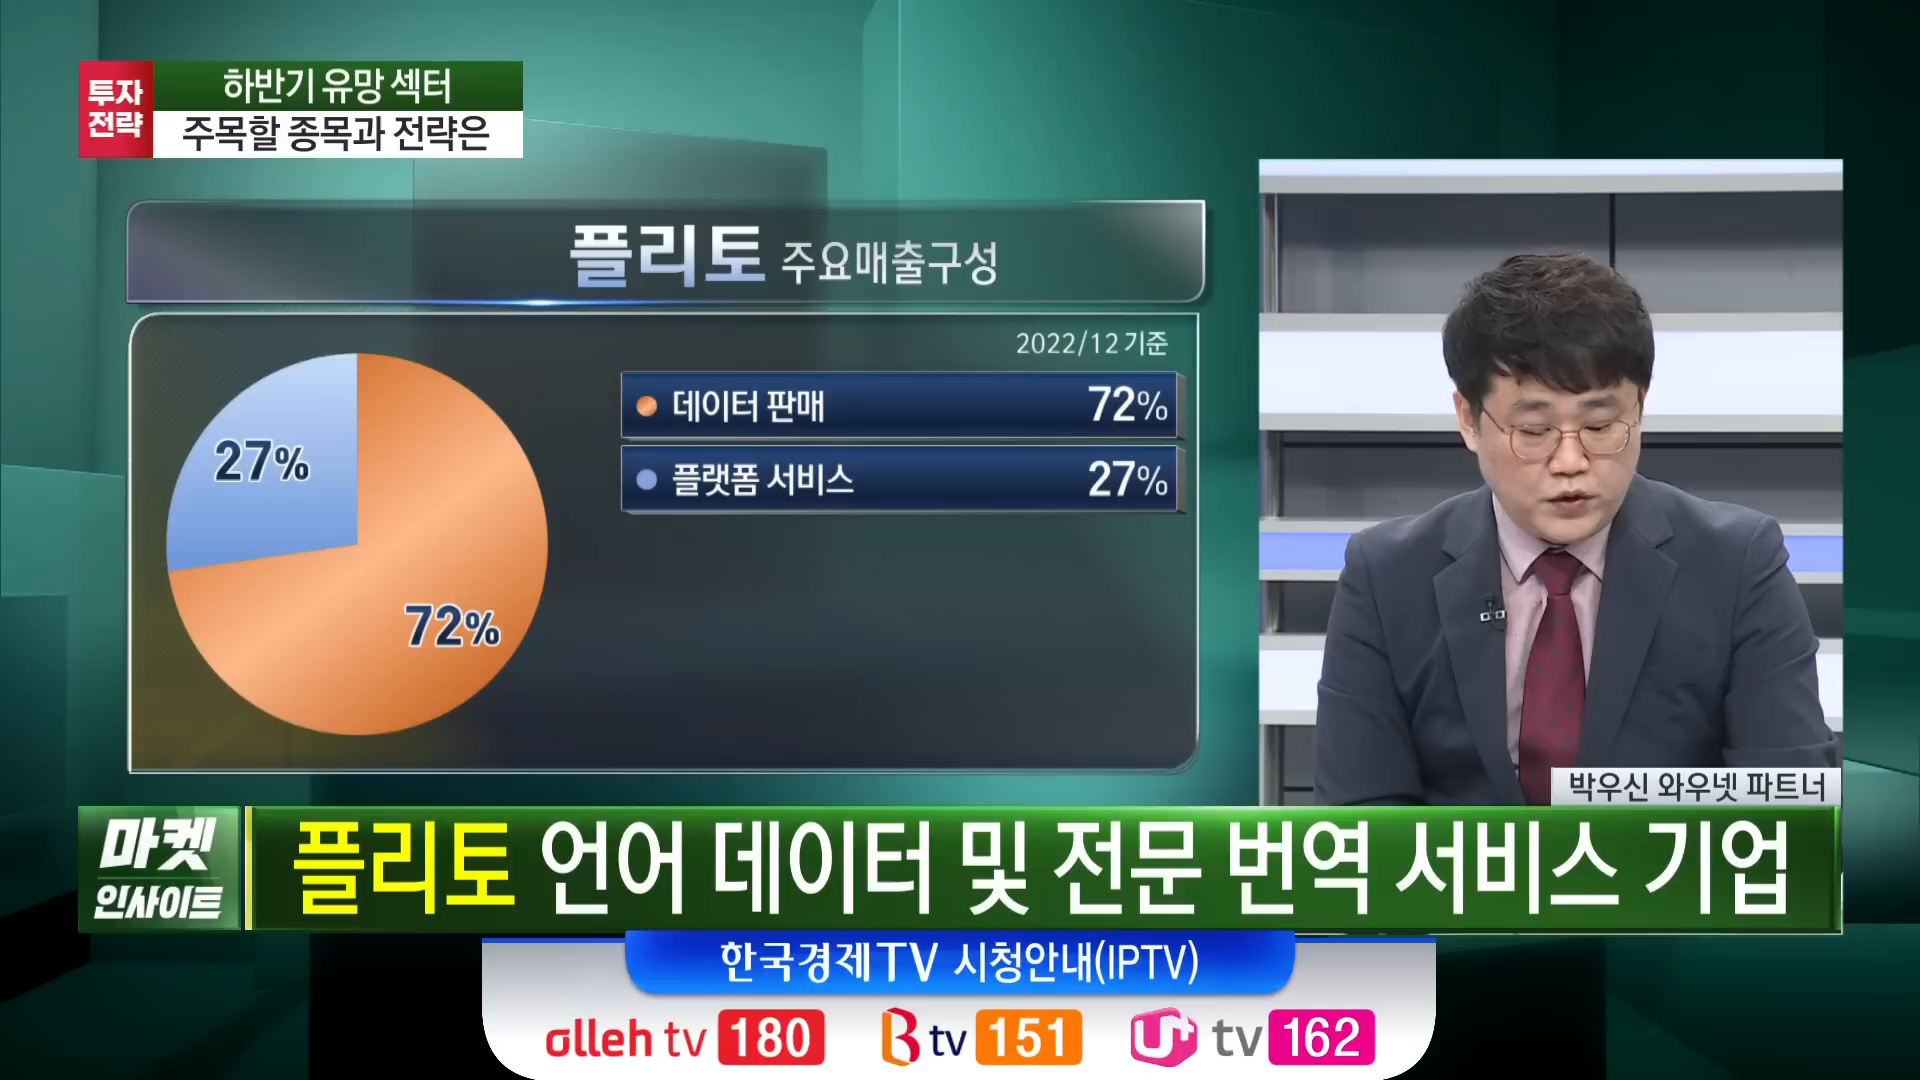 투자
전략
하반기 유망 섹터
주목할 종목과 전략은
플리토 주요매출구성
2022/12 기준
데이터 판매 72%
플랫폼 서비스 27%
27%
72%
박우신 와우넷 파트너
마켓
인사이트
플리토 언어 데이터 및 전문 번역 서비스 기업
한국경제TV 시청안내(IPTV)
olleh tv 180
B tv 151
U+ tv 162